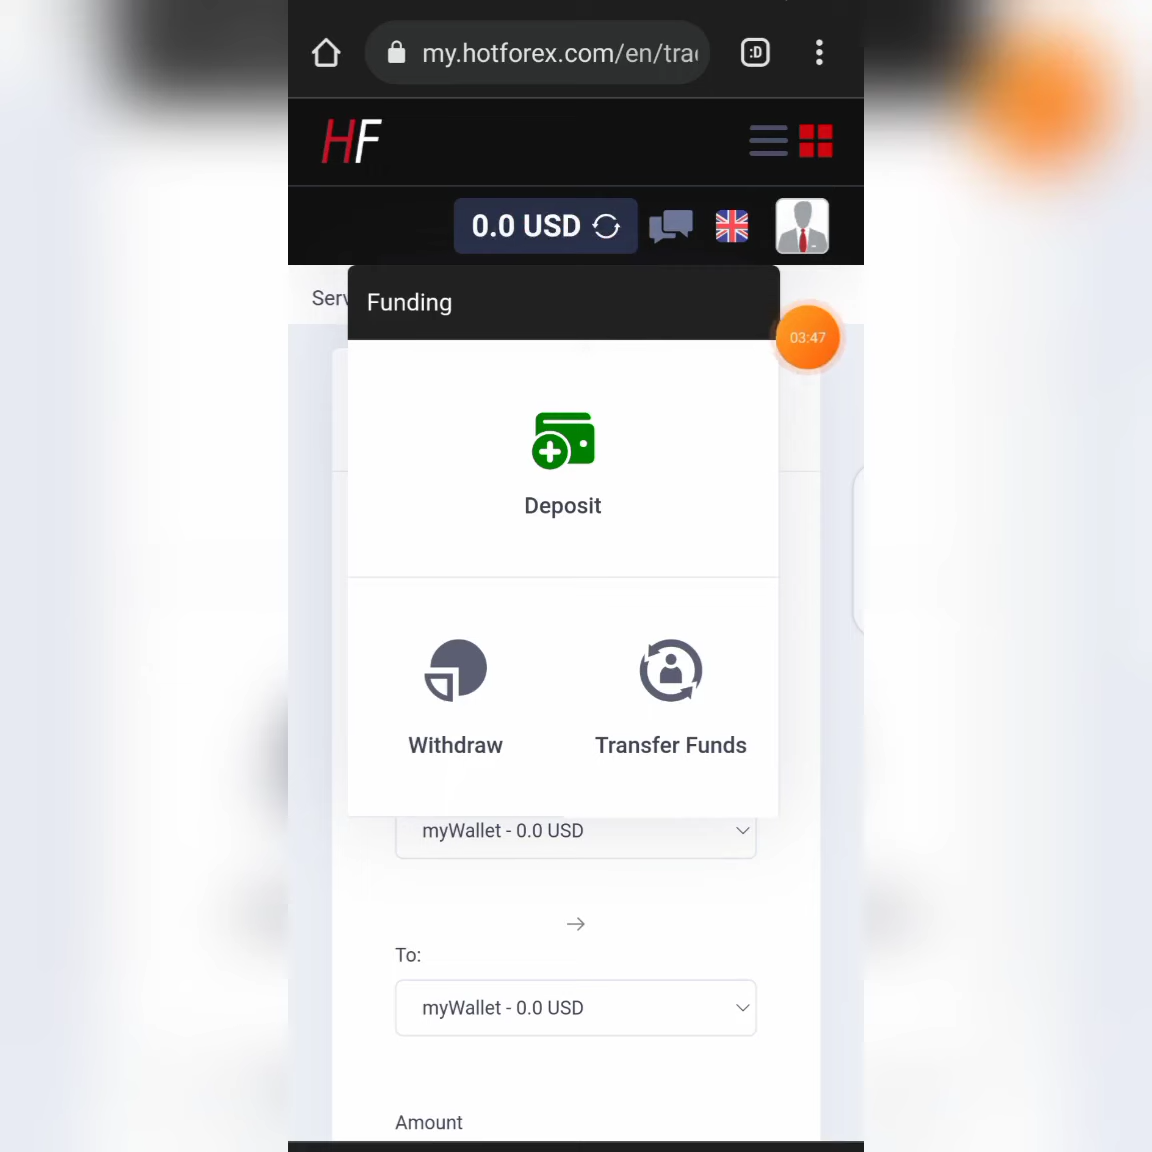 my.hotforex.com/en/tra
:D
HF
0.0 USD
Serv
Funding
03:47
Deposit
Withdraw
Transfer Funds
myWallet - 0.0 USD
To:
myWallet - 0.0 USD
Amount